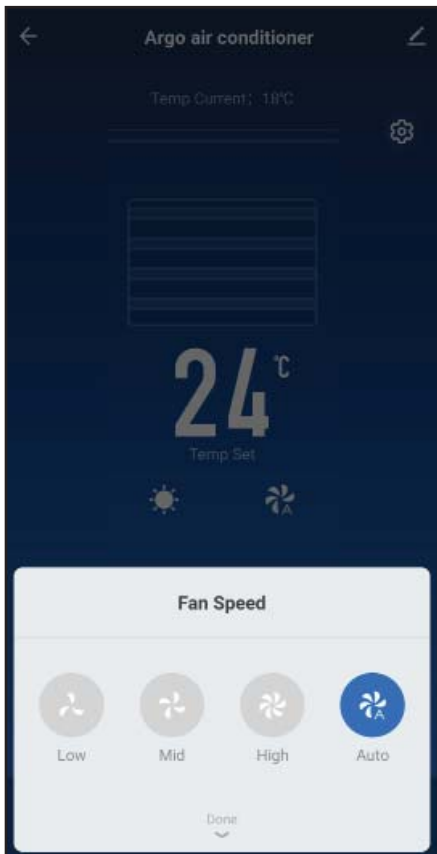 Argo air conditioner
Temp Current: 18°C
24 °C
Temp Set
A
Fan Speed
A
Low Mid High Auto
Done